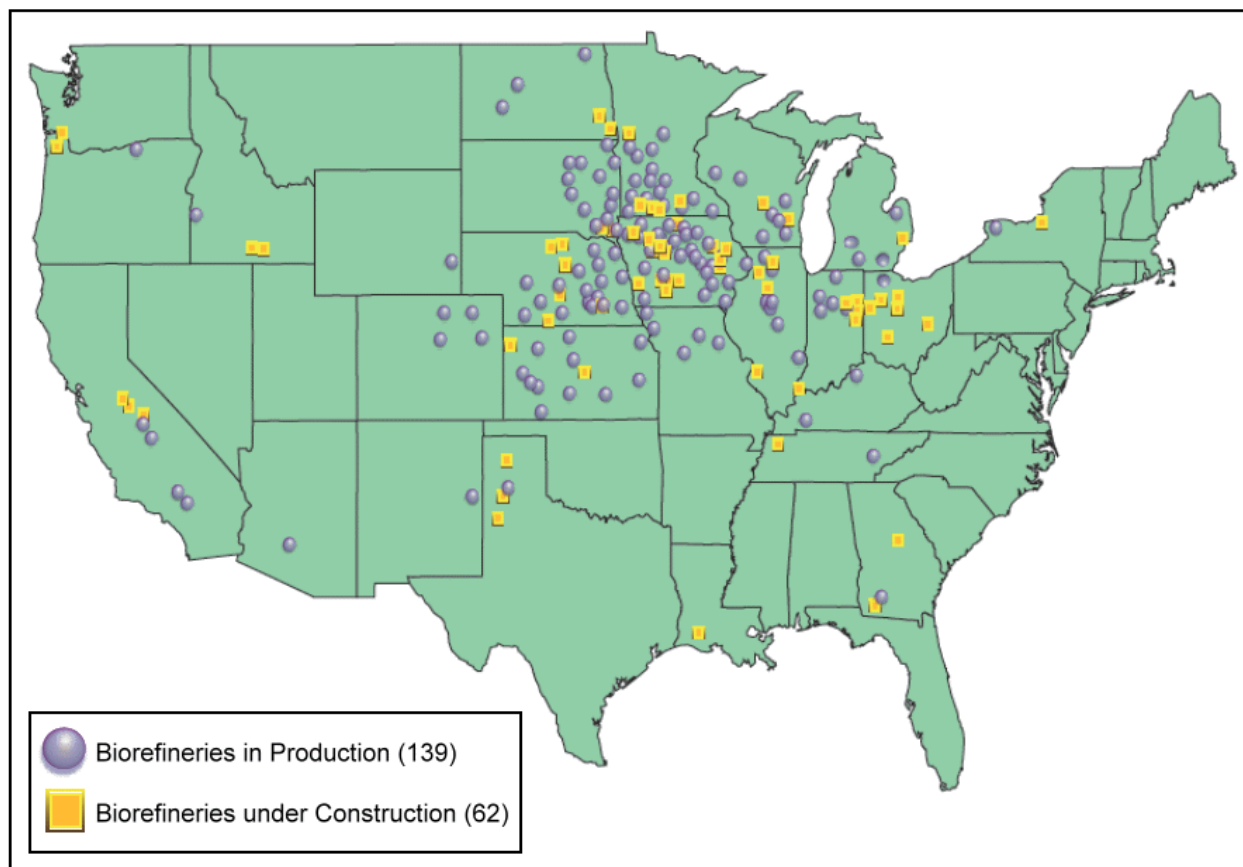 Biorefineries in Production (139)
Biorefineries under Construction (62)